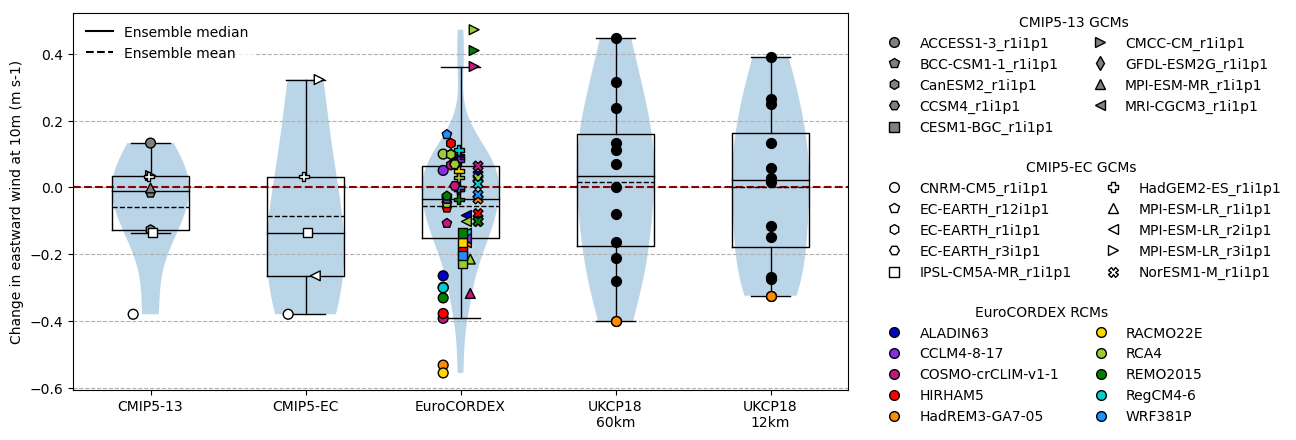 Change in eastward wind at 10m (m s-1)
0.4
0.2
0.0
−0.2
−0.4
−0.6
Ensemble median
Ensemble mean
CMIP5-13
CMIP5-EC
EuroCORDEX
UKCP18
60km
UKCP18
12km
CMIP5-13 GCMs
ACCESS1-3_r1i1p1
BCC-CSM1-1_r1i1p1
CanESM2_r1i1p1
CCSM4_r1i1p1
CESM1-BGC_r1i1p1
CMCC-CM_r1i1p1
GFDL-ESM2G_r1i1p1
MPI-ESM-MR_r1i1p1
MRI-CGCM3_r1i1p1
CMIP5-EC GCMs
CNRM-CM5_r1i1p1
EC-EARTH_r12i1p1
EC-EARTH_r1i1p1
EC-EARTH_r3i1p1
IPSL-CM5A-MR_r1i1p1
HadGEM2-ES_r1i1p1
MPI-ESM-LR_r1i1p1
MPI-ESM-LR_r2i1p1
MPI-ESM-LR_r3i1p1
NorESM1-M_r1i1p1
EuroCORDEX RCMs
ALADIN63
CCLM4-8-17
COSMO-crCLIM-v1-1
HIRHAM5
HadREM3-GA7-05
RACMO22E
RCA4
REMO2015
RegCM4-6
WRF381P